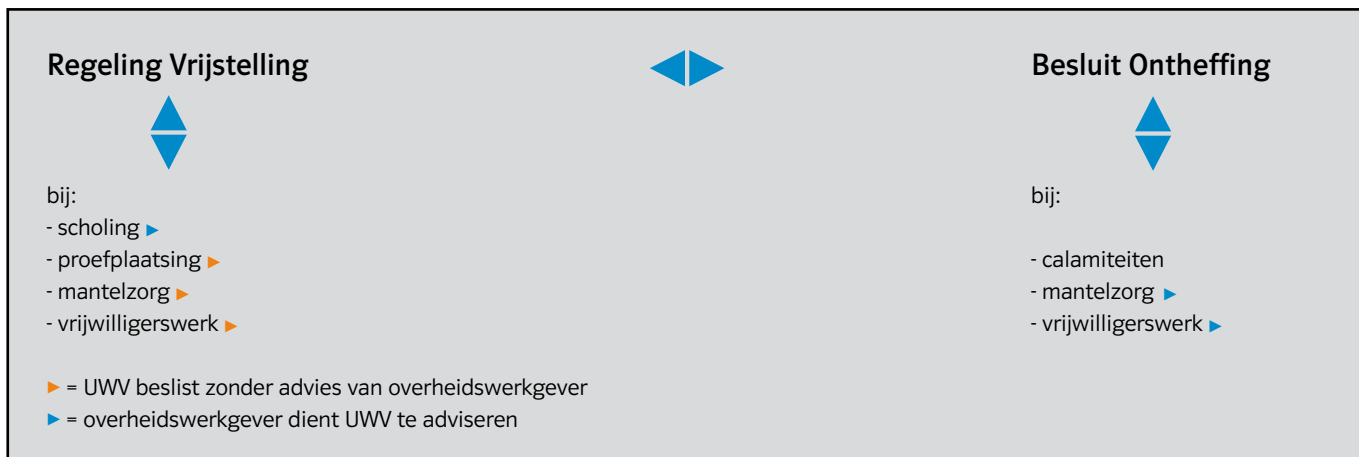 Regeling Vrijstelling
bij:
- scholing
- proefplaatsing
- mantelzorg
- vrijwilligerswerk
Besluit Ontheffing
bij:
- calamiteiten
- mantelzorg
- vrijwilligerswerk
= UWV beslist zonder advies van overheidswerkgever
= overheidswerkgever dient UWV te adviseren